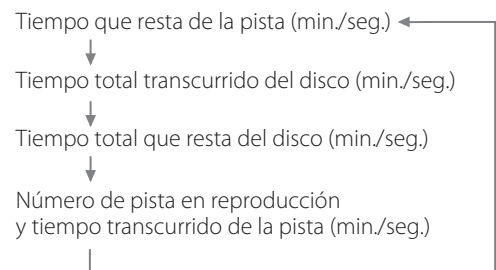 Tiempo que resta de la pista (min./seg.)
Tiempo total transcurrido del disco (min./seg.)
Tiempo total que resta del disco (min./seg.)
Número de pista en reproducción
y tiempo transcurrido de la pista (min./seg.)